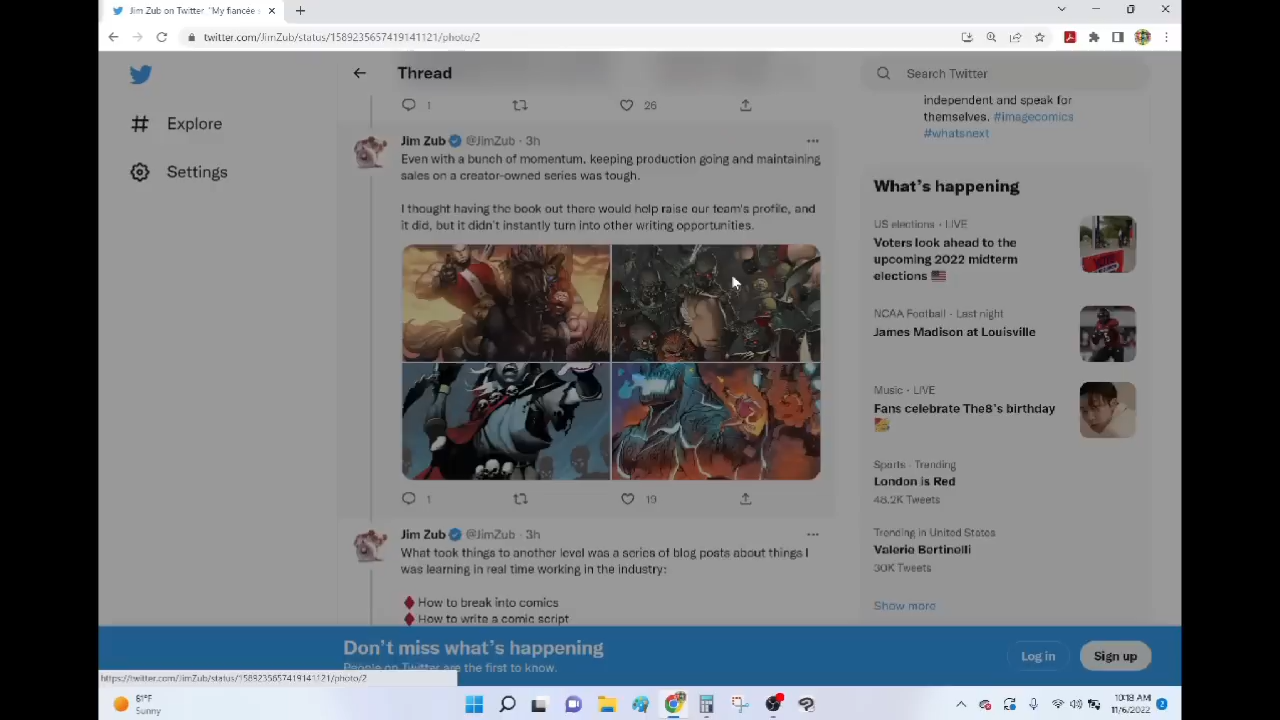 Jim Zub on Twitter: "My fiancée
twitter.com/JimZub/status/1589235657419141121/photo/2
Explore
Settings
Thread
1
26
Jim Zub @JimZub · 3h
Even with a bunch of momentum, keeping production going and maintaining
sales on a creator-owned series was tough.
I thought having the book out there would help raise our team's profile, and
it did, but it didn't instantly turn into other writing opportunities.
1
19
Jim Zub @JimZub · 3h
What took things to another level was a series of blog posts about things I
was learning in real time working in the industry:
How to break into comics
How to write a comic script
Search Twitter
independent and speak for
themselves. #imagecomics
#whatsnext
What's happening
US elections · LIVE
Voters look ahead to the
upcoming 2022 midterm
elections
NCAA Football · Last night
James Madison at Louisville
Music · LIVE
Fans celebrate The8's birthday
Sports · Trending
London is Red
48.2K Tweets
Trending in United States
Valerie Bertinelli
30K Tweets
Show more
Don't miss what's happening
People on Twitter are the first to know.
Log in
Sign up
https://twitter.com/JimZub/status/1589235657419141121/photo/2
61°F
Sunny
10:18 AM
11/6/2022
2